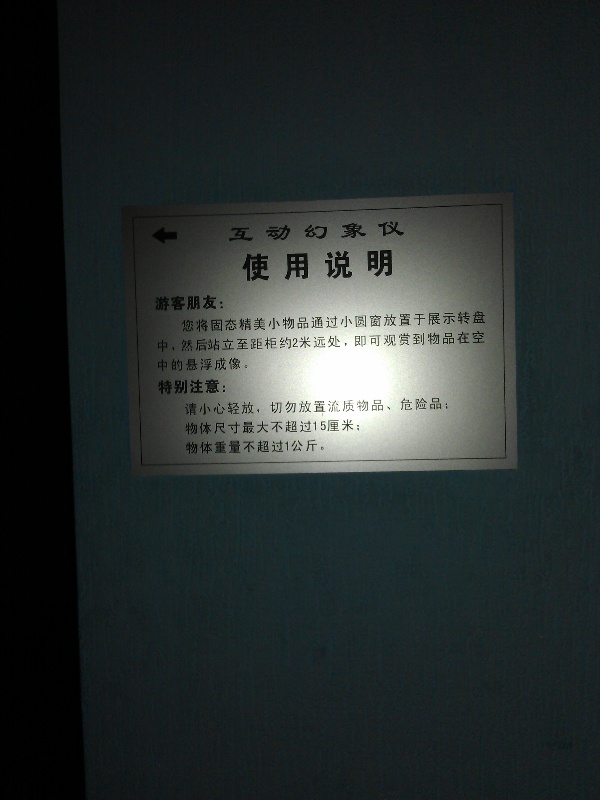 互动幻象仪
使用说明
游客朋友：
您将固态精美小物品通过小圆窗放置于展示转盘
中，然后站立至距柜约2米远处，即可观赏到物品在空
中的悬浮成像。
特别注意：
请小心轻放，切勿放置流质物品、危险品；
物体尺寸最大不超过15厘米；
物体重量不超过1公斤。